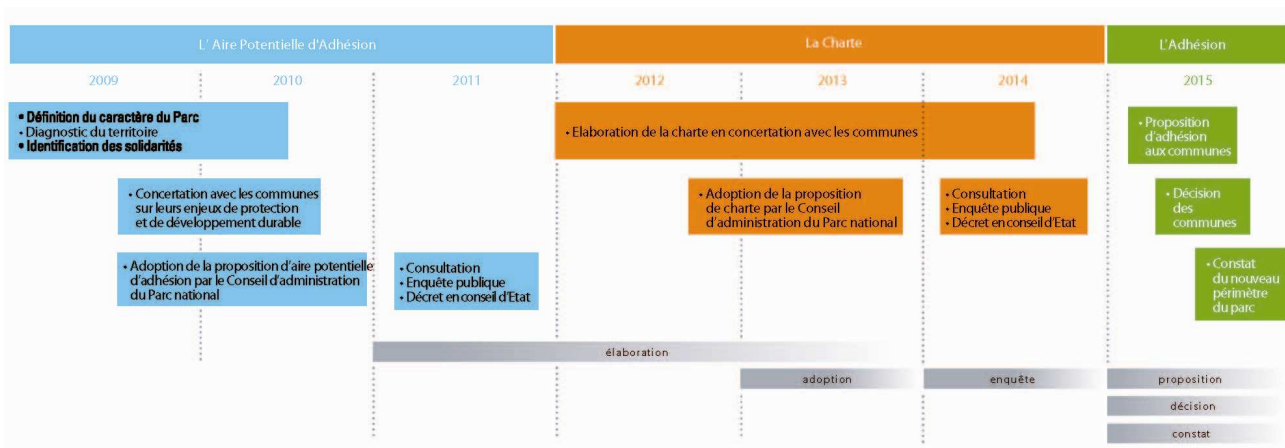 L' Aire Potentielle d'Adhésion
La Charte
L'Adhésion
2009
2010
2011
2012
2013
2014
2015
• Définition du caractère du Parc
• Diagnostic du territoire
• Identification des solidarités
• Elaboration de la charte en concertation avec les communes
• Proposition
d'adhésion
aux communes
• Concertation avec les communes
sur leurs enjeux de protection
et de développement durable
• Adoption de la proposition
de charte par le Conseil
d'administration du Parc national
• Consultation
• Enquête publique
• Décret en conseil d'Etat
• Décision
des
communes
• Adoption de la proposition d'aire potentielle
d'adhésion par le Conseil d'administration
du Parc national
• Consultation
• Enquête publique
• Décret en conseil d'Etat
• Constat
du nouveau
périmètre
du parc
élaboration
adoption
enquête
proposition
décision
constat